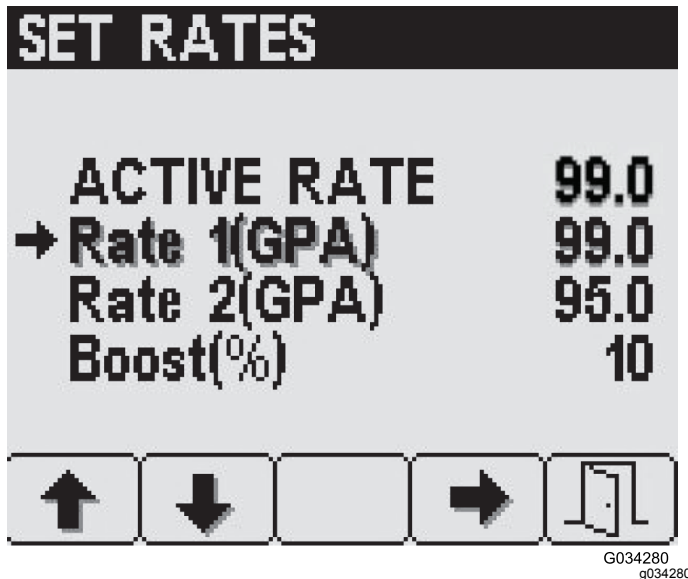 SET RATES
ACTIVE RATE 99.0
Rate 1(GPA) 99.0
Rate 2(GPA) 95.0
Boost(%) 10
G034280
g034280